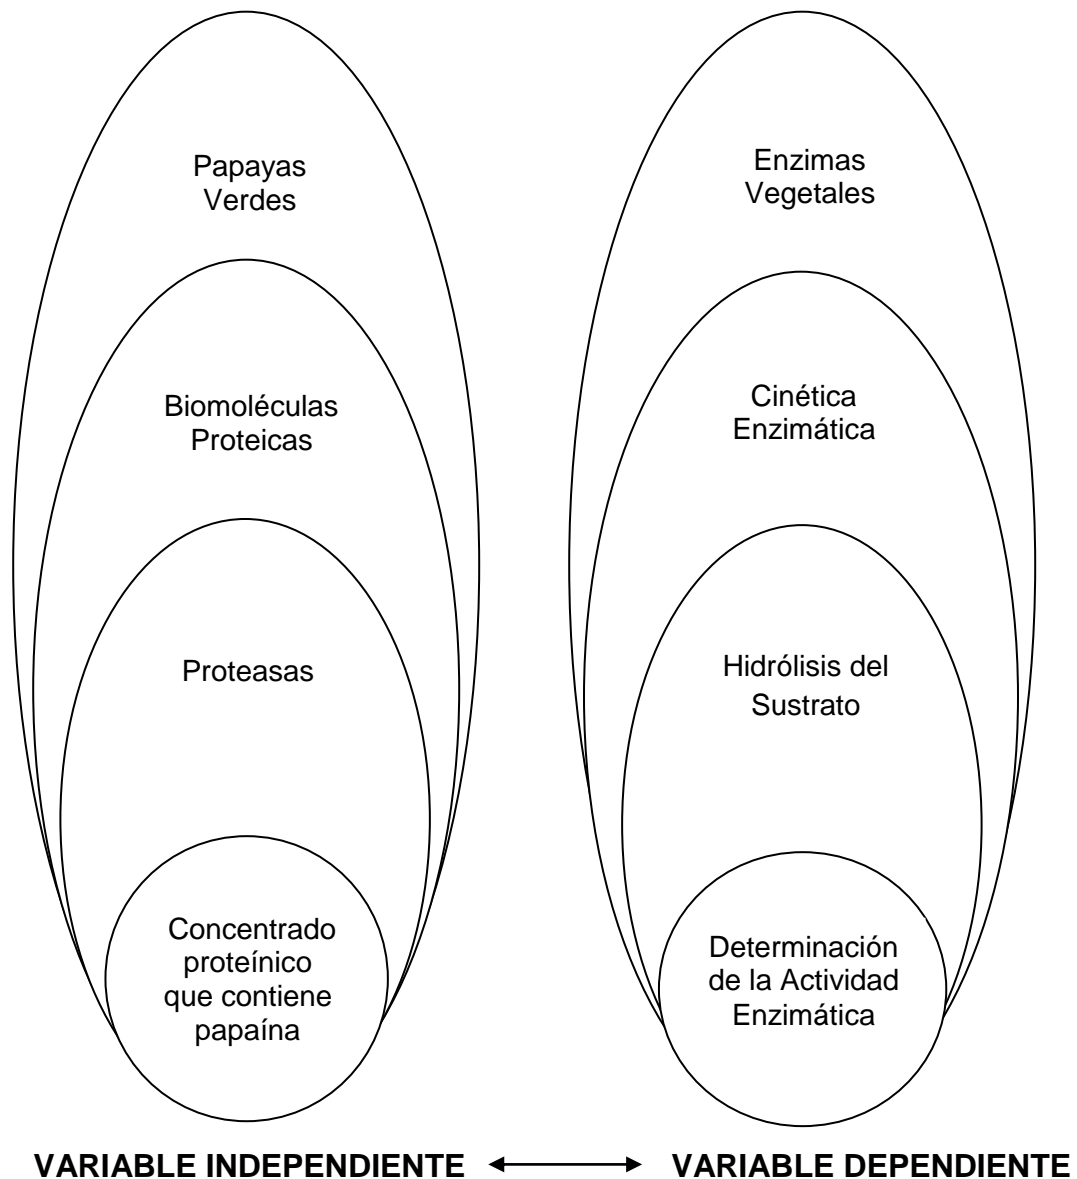 Papayas
Verdes
Biomoléculas
Proteicas
Proteasas
Concentrado
proteínico
que contiene
papaína
Enzimas
Vegetales
Cinética
Enzimática
Hidrólisis del
Sustrato
Determinación
de la Actividad
Enzimática
VARIABLE INDEPENDIENTE
VARIABLE DEPENDIENTE